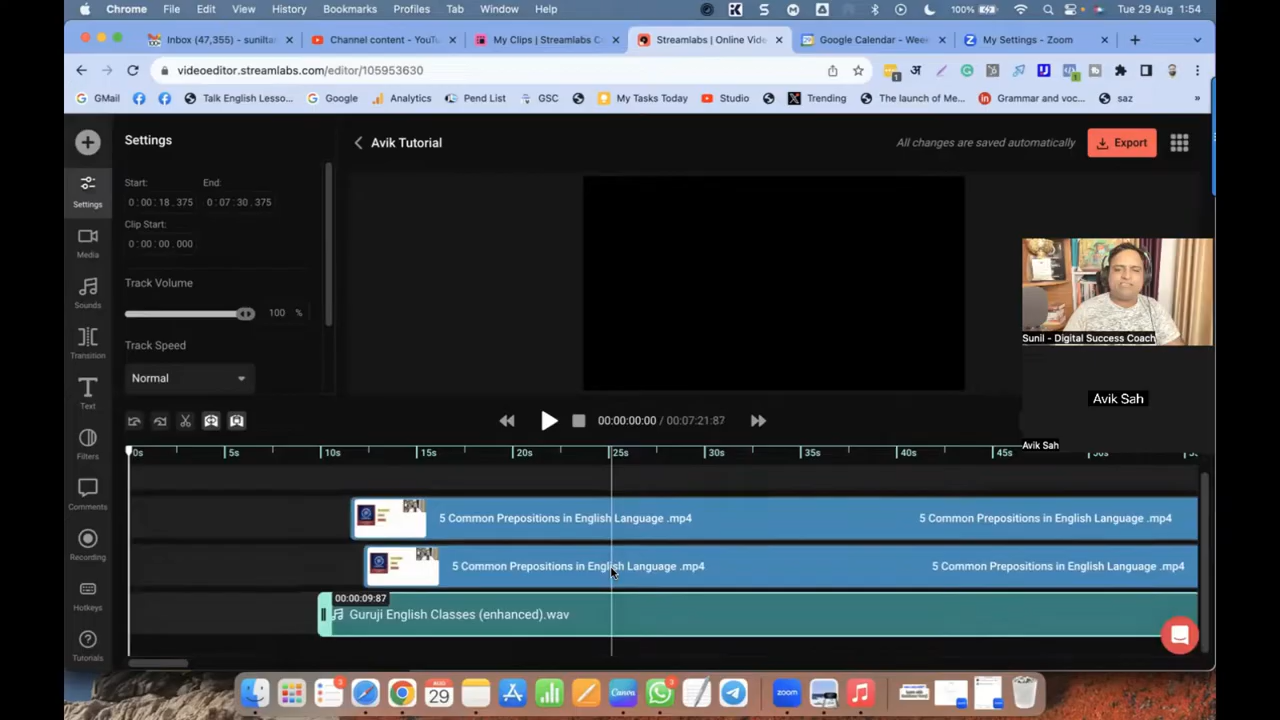 Chrome File Edit View History Bookmarks Profiles Tab Window Help 100% Tue 29 Aug 1:54
Inbox (47,355) - sunilta
Channel content - YouTu
My Clips | Streamlabs C
Streamlabs | Online Vide
Google Calendar - Wee
My Settings - Zoom
videoeditor.streamlabs.com/editor/105953630
GMail Talk English Lesso... Google Analytics Pend List GSC My Tasks Today Studio Trending The launch of Me... Grammar and voc... saz »
Settings
Avik Tutorial
All changes are saved automatically
Export
Start: End:
0:00:18.375 0:07:30.375
Settings
Clip Start:
0:00:00.000
Media
Track Volume
100 %
Sounds
Track Speed
Normal
Transition
Text
Filters
Comments
Recording
Hotkeys
Tutorials
Sunil - Digital Success Coach
Avik Sah
Avik Sah
00:00:00:00 / 00:07:21:87
0s 5s 10s 15s 20s 25s 30s 35s 40s 45s 50s
5 Common Prepositions in English Language .mp4 5 Common Prepositions in English Language .mp4
5 Common Prepositions in English Language .mp4 5 Common Prepositions in English Language .mp4
00:00:09:87
Guruji English Classes (enhanced).wav
29
Canva
zoom